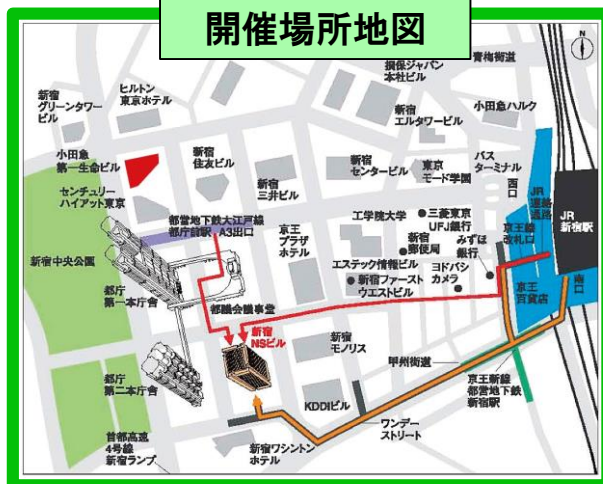 開催場所地図
新宿
グリーンタワー
ビル
ヒルトン
東京ホテル
損保ジャパン
本社ビル
青梅街道
新宿
エルタワービル
小田急ハルク
小田急
第一生命ビル
新宿
住友ビル
新宿
センタービル
東京
モード学園
バス
ターミナル
西口
JR
連絡
通路
センチュリー
ハイアット東京
新宿
三井ビル
都営地下鉄大江戸線
都庁前駅 A3出口
京王
プラザ
ホテル
工学院大学
三菱東京
UFJ銀行
京王線
改札口
JR
新宿駅
新宿
郵便局
みずほ
銀行
新宿中央公園
都庁
第一本庁舎
エステック情報ビル
新宿ファースト
ウエストビル
ヨドバシ
カメラ
京王
百貨店
南口
都議会議事堂
新宿
NSビル
新宿
モノリス
甲州街道
都庁
第二本庁舎
京王新線
都営地下鉄
新宿駅
KDDIビル
ワンデー
ストリート
首都高速
4号線
新宿ランプ
新宿ワシントン
ホテル
N